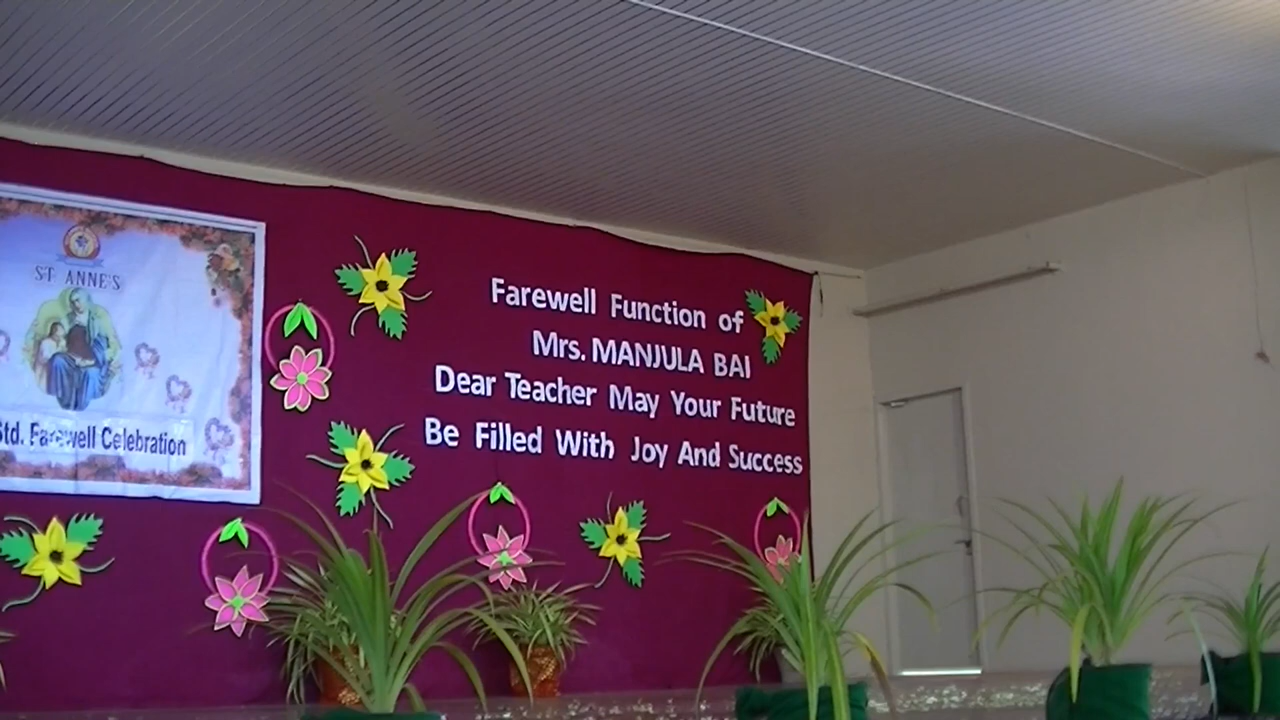 ST. ANNE'S
Std. Farewell Celebration
Farewell Function of
Mrs. MANJULA BAI
Dear Teacher May Your Future
Be Filled With Joy And Success